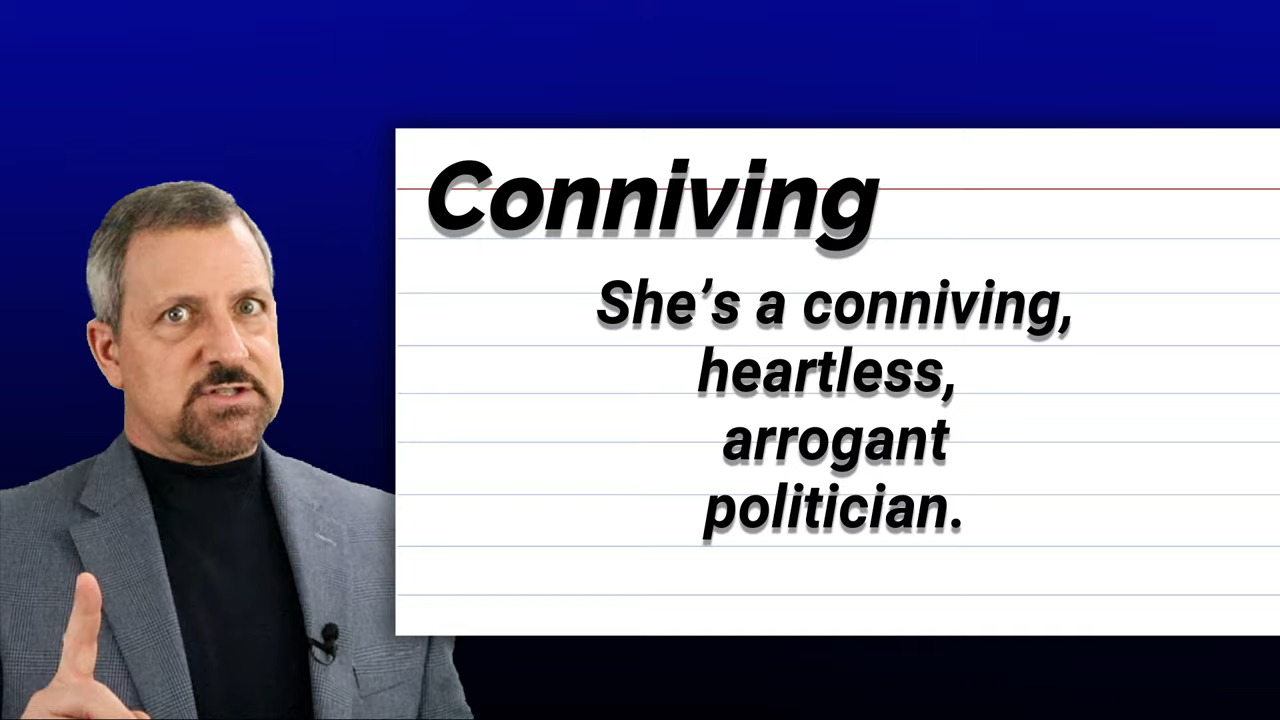 Conniving
She’s a conniving,
heartless,
arrogant
politician.